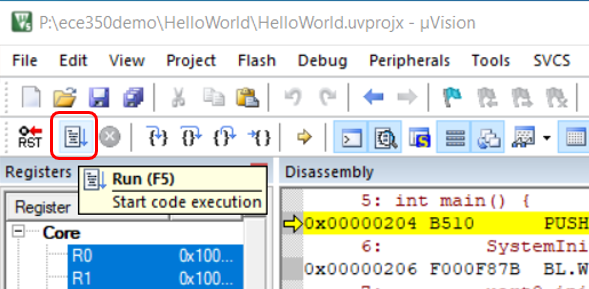 P:\ece350demo\HelloWorld\HelloWorld.uvprojx - µVision
File Edit View Project Flash Debug Peripherals Tools SVCS
RST
Registers
Disassembly
Run (F5)
Start code execution
Register
Core
R0 0x100...
R1 0x100...
5: int main() {
0x00000204 B510 PUSH
6: SystemIni
0x00000206 F000F87B BL.W